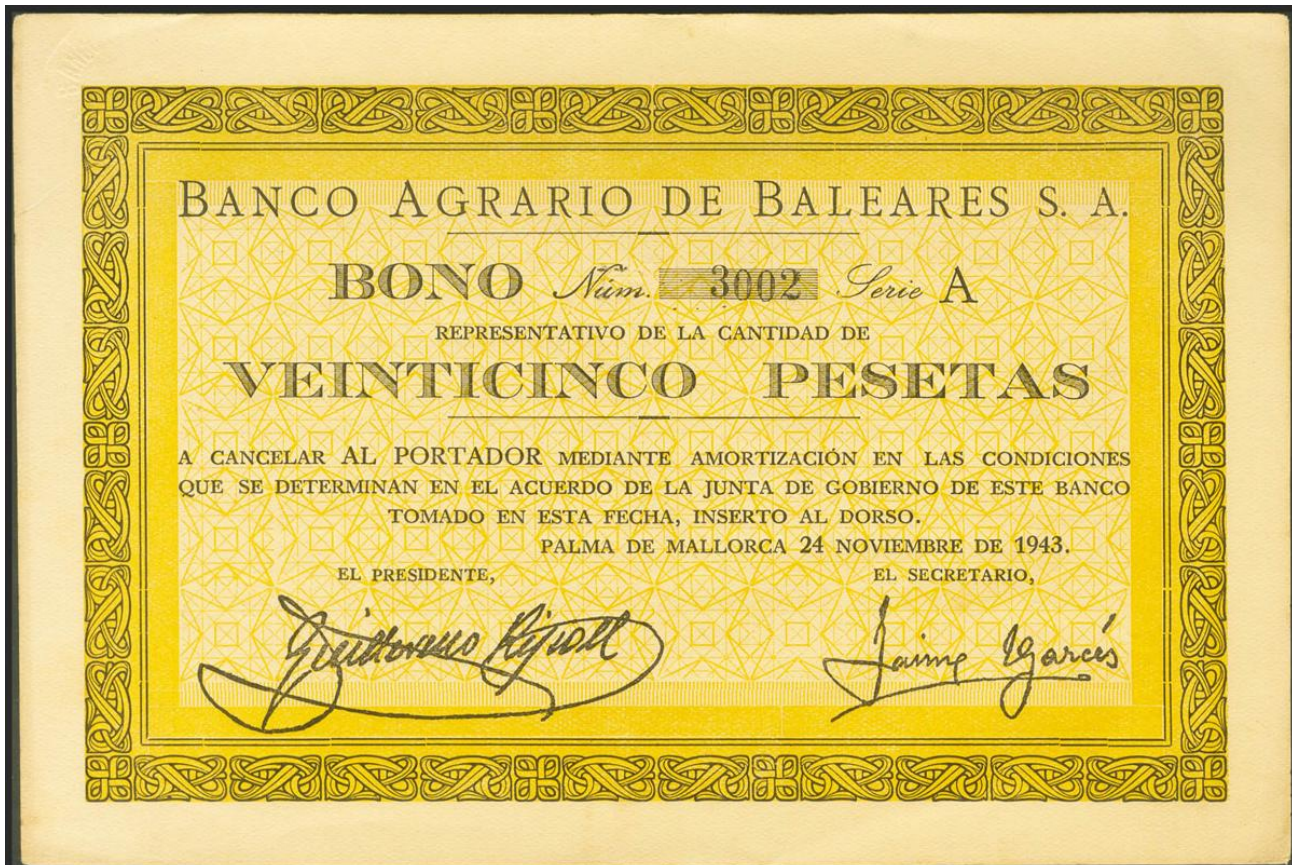 BANCO AGRARIO DE BALEARES S. A.
BONO Núm. 3002 Serie A
REPRESENTATIVO DE LA CANTIDAD DE
VEINTICINCO PESETAS
A CANCELAR AL PORTADOR MEDIANTE AMORTIZACIÓN EN LAS CONDICIONES
QUE SE DETERMINAN EN EL ACUERDO DE LA JUNTA DE GOBIERNO DE ESTE BANCO
TOMADO EN ESTA FECHA, INSERTO AL DORSO.
PALMA DE MALLORCA 24 NOVIEMBRE DE 1943.
EL PRESIDENTE, EL SECRETARIO,
Guillermo Ripoll Jaime Garcés